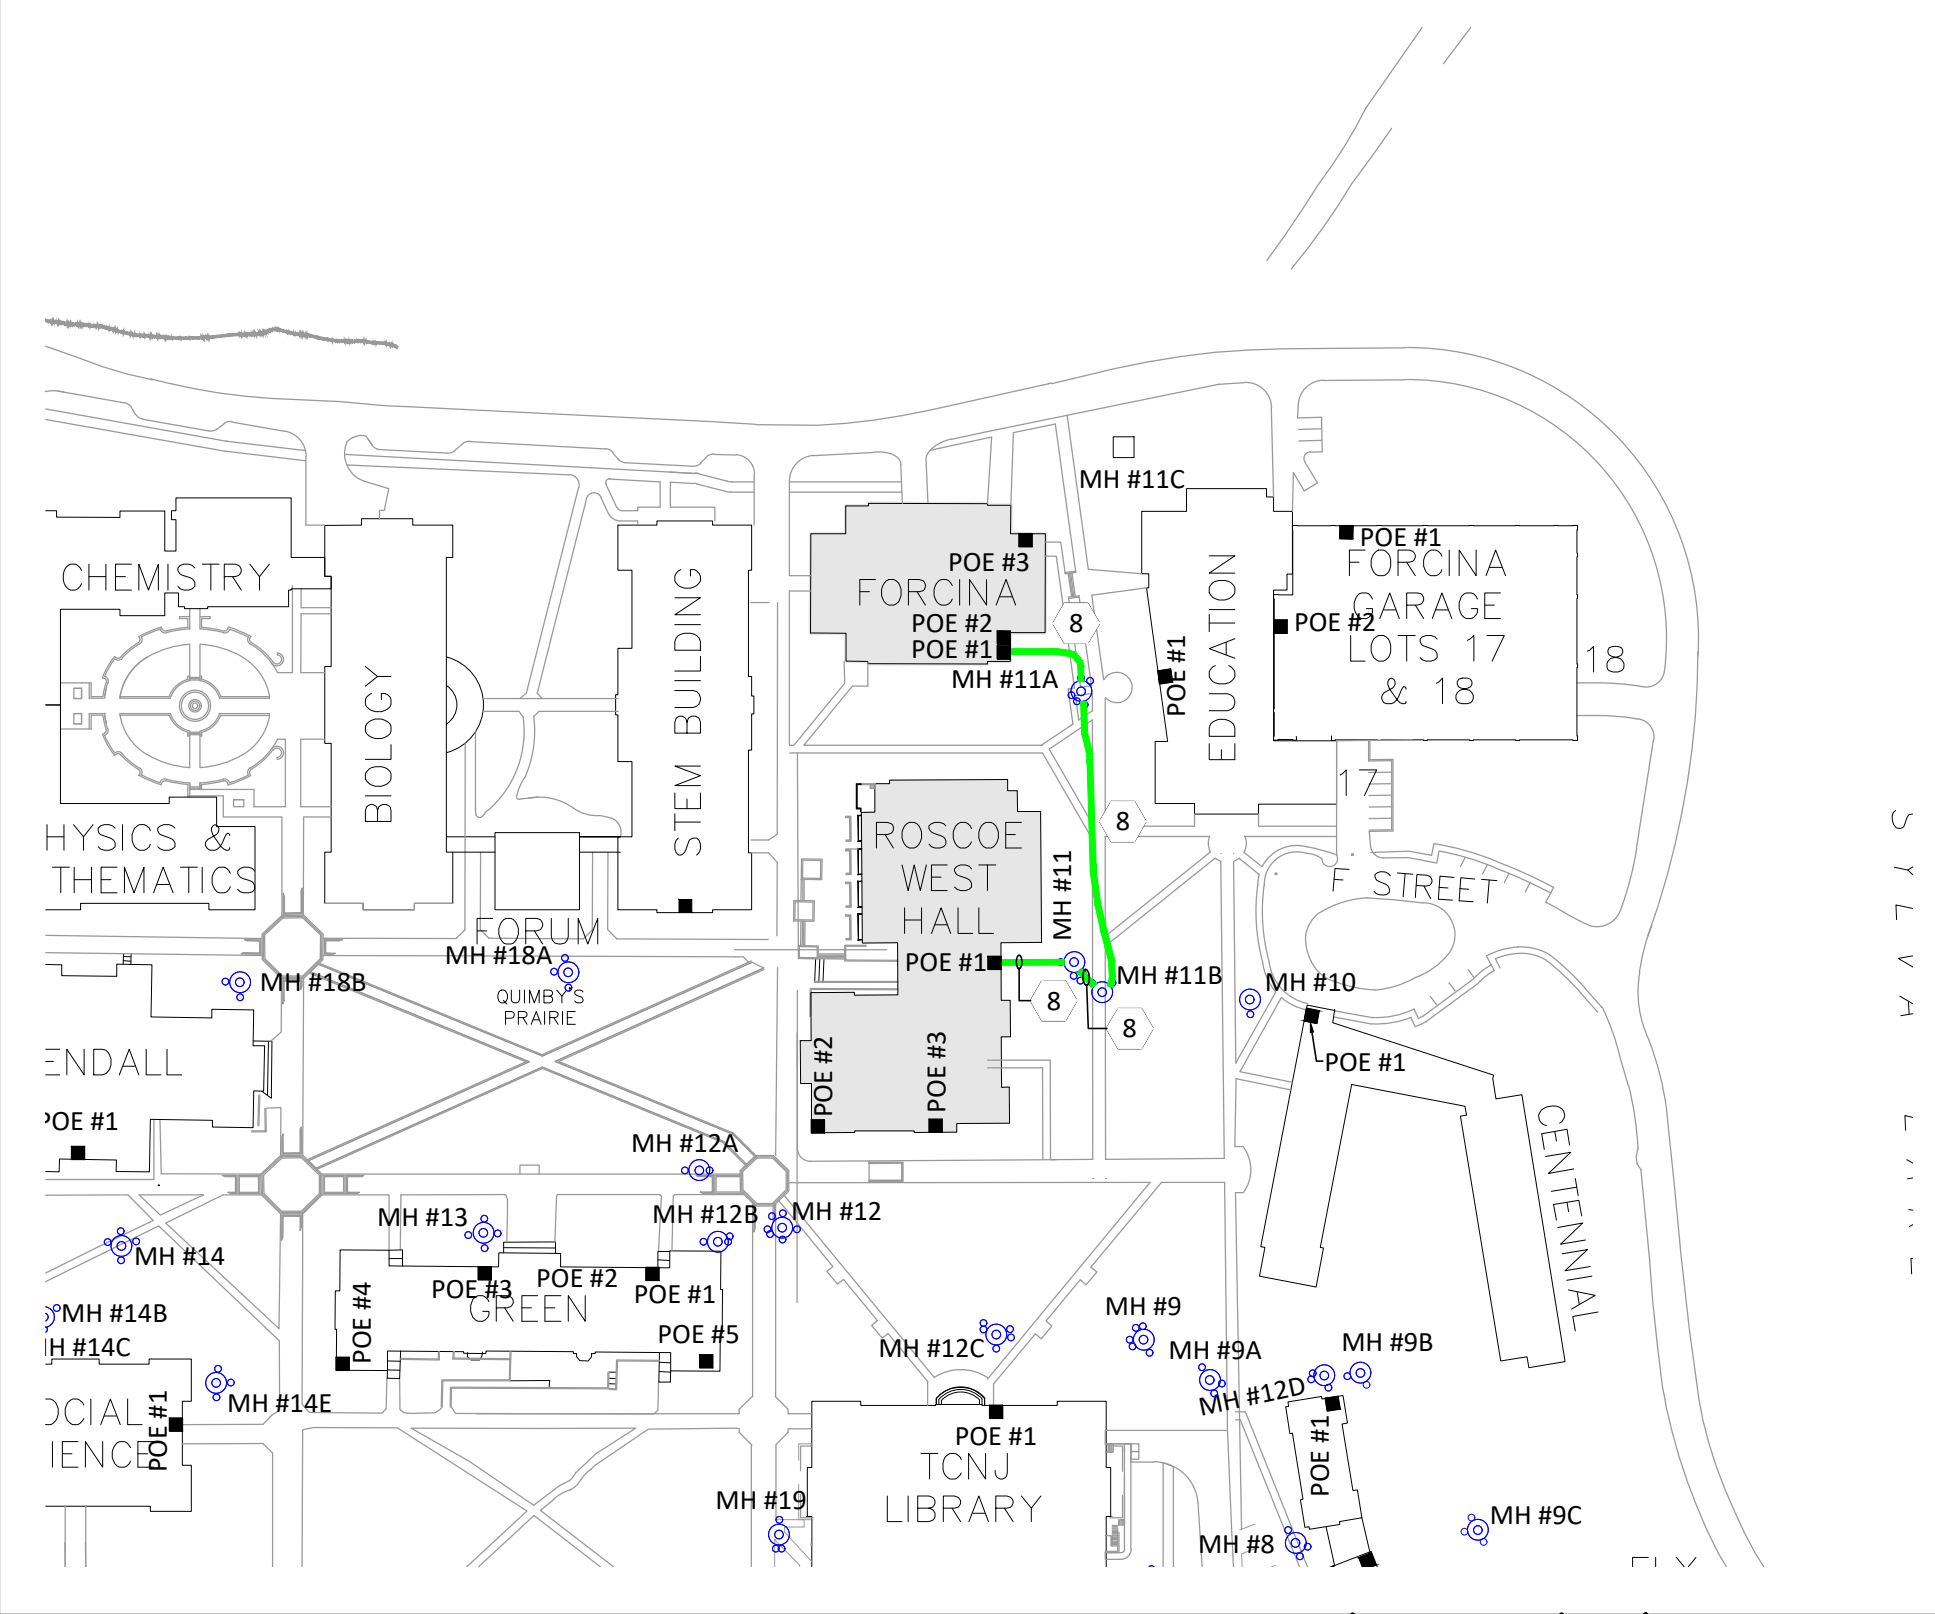 MH #11C
POE #1
FORCINA
GARAGE
LOTS 17
& 18
POE #2
18
17
POE #3
FORCINA
POE #2
POE #1
MH #11A
8
EDUCATION
POE #1
CHEMISTRY
BIOLOGY
STEM BUILDING
HYSICS &
THEMATICS
FORUM
ROSCOE
WEST
HALL
MH #11
8
F STREET
SYLVA
MH #18A
MH #18B
QUIMBY'S
PRAIRIE
POE #1
8
MH #11B
8
MH #10
POE #1
ENDALL
POE #1
POE #2
POE #3
CENTENNIAL
MH #12A
MH #13
MH #12B
MH #12
MH #14
POE #3
POE #2
POE #1
GREEN
POE #4
POE #5
MH #14B
MH #14C
MH #14E
OCIAL
IENCE
POE #1
MH #12C
MH #9
MH #9A
MH #9B
MH #12D
POE #1
POE #1
TCNJ
LIBRARY
MH #19
MH #8
MH #9C